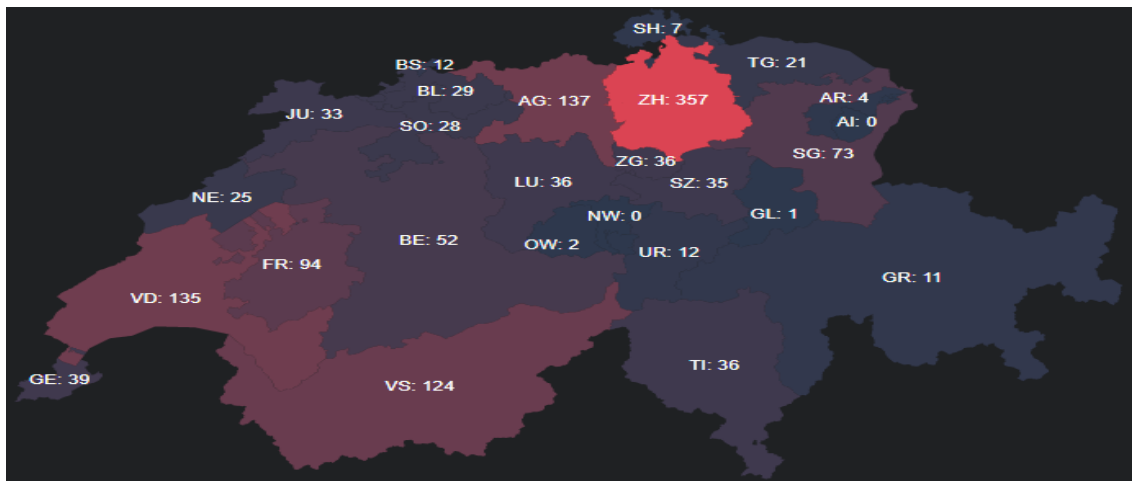 SH: 7
BS: 12
TG: 21
BL: 29
AG: 137
ZH: 357
AR: 4
JU: 33
SO: 28
AI: 0
ZG: 36
SG: 73
LU: 36
SZ: 35
NE: 25
NW: 0
GL: 1
BE: 52
OW: 2
UR: 12
FR: 94
GR: 11
VD: 135
TI: 36
GE: 39
VS: 124